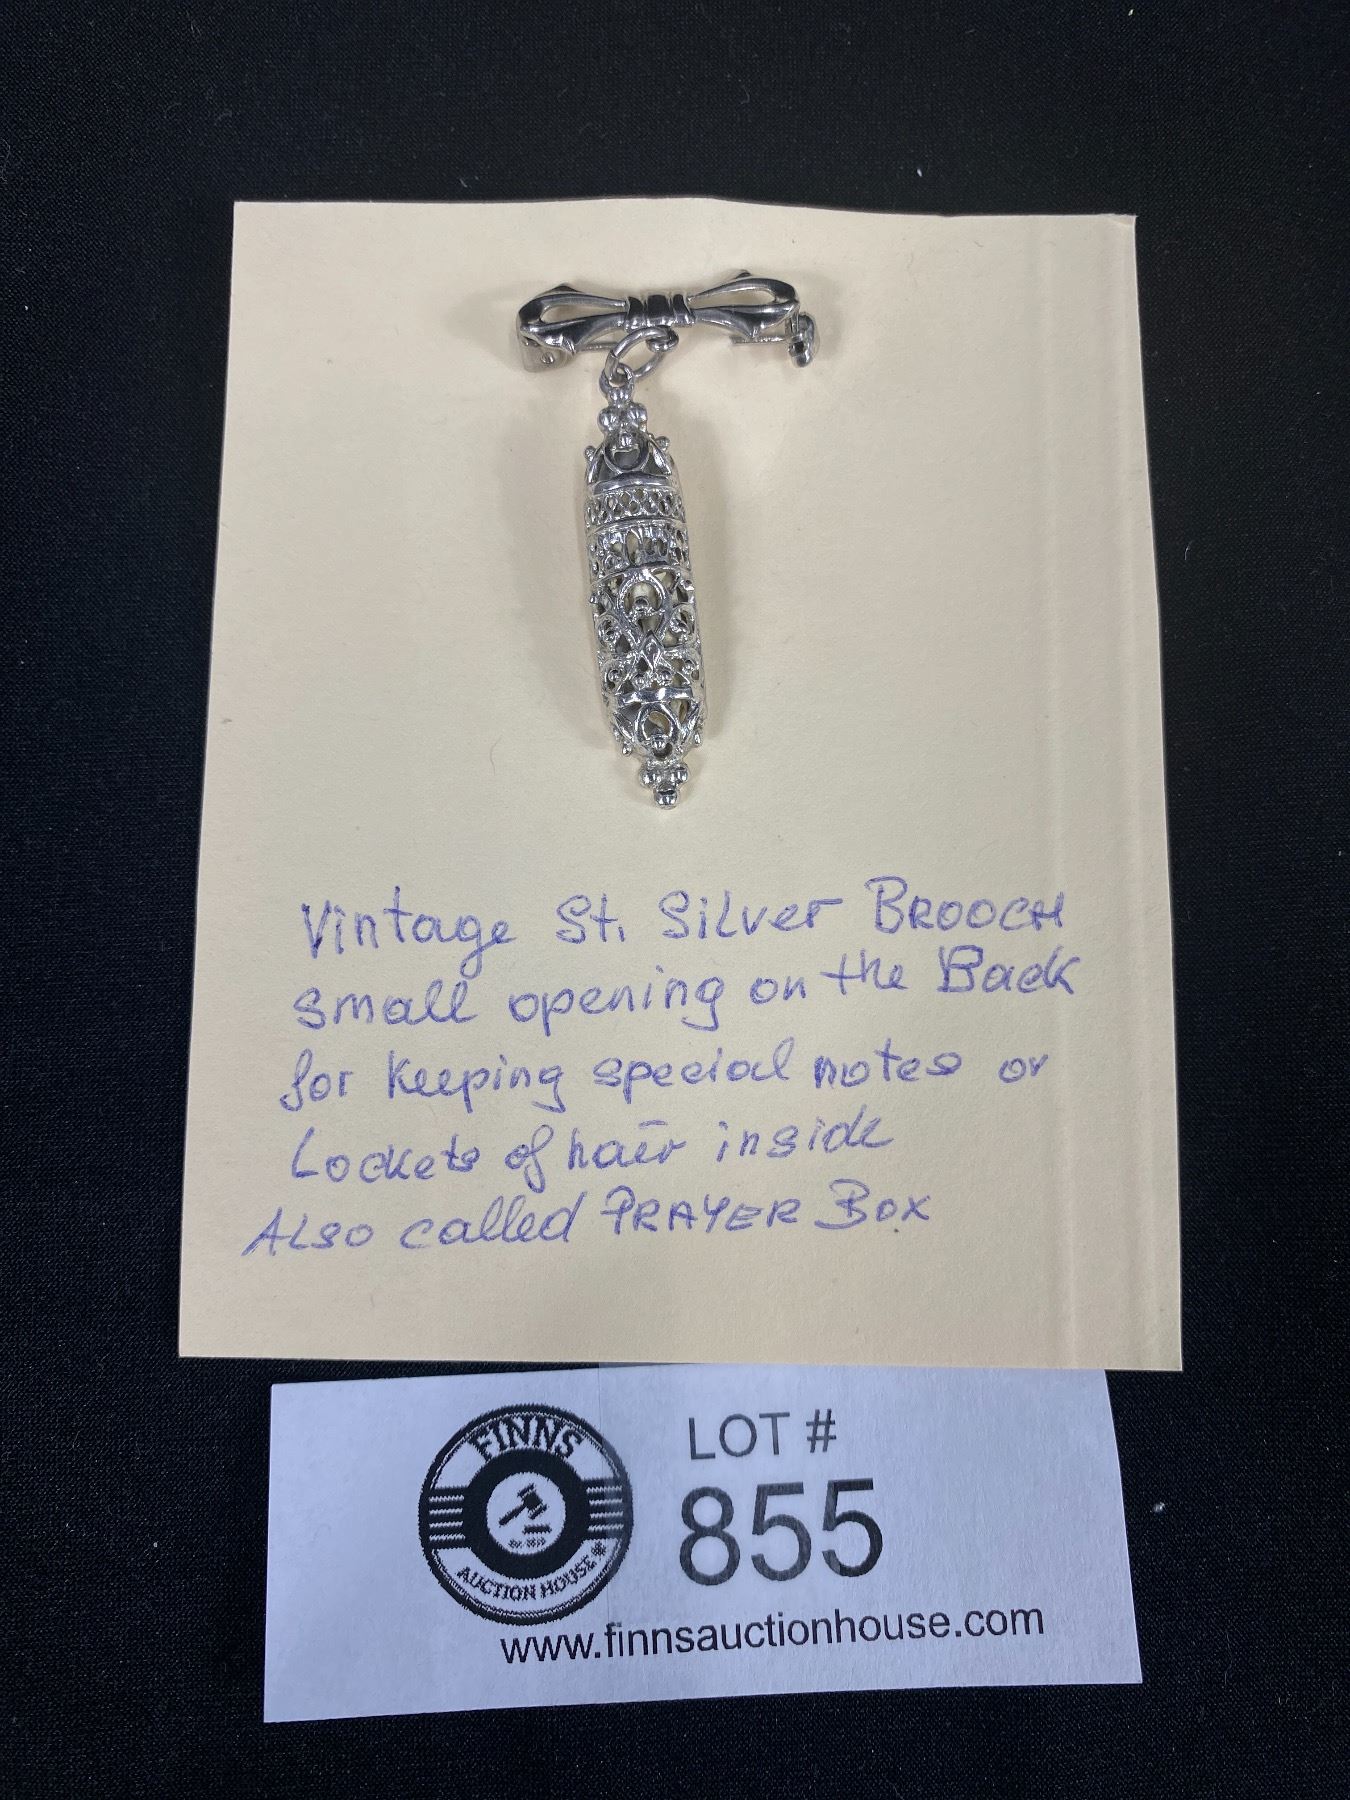 Vintage St. Silver BROOCH
small opening on the Back
for keeping special notes or
Lockets of hair inside
Also called PRAYER Box
FINNS
AUCTION HOUSE
LOT #
855
www.finnsauctionhouse.com